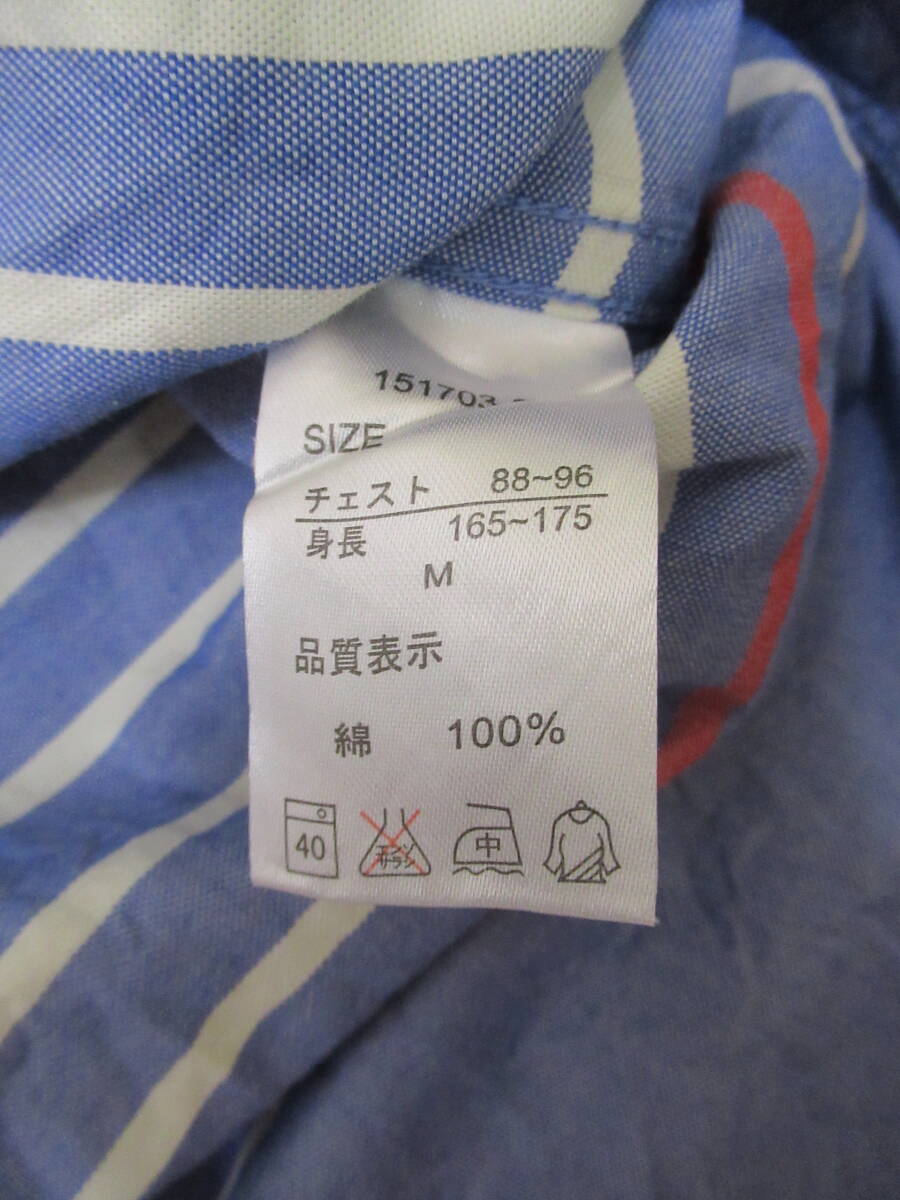 151703
SIZE
チェスト 88~96
身長 165~175
M
品質表示
綿 100%
40 中